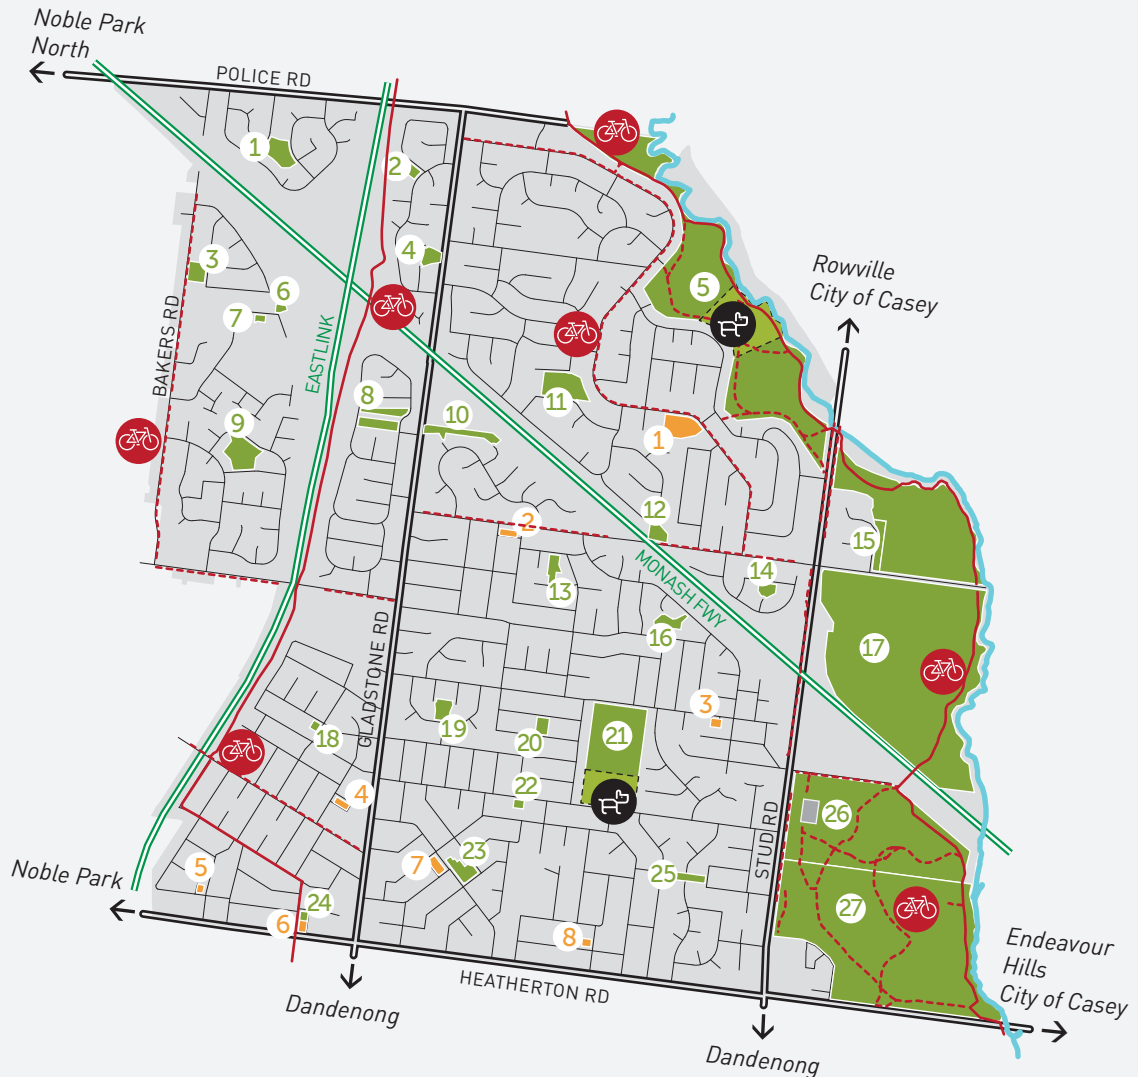 Noble Park
North
POLICE RD
1
2
3
4
5
6
7
Rowville
City of Casey
BAKERS RD
EASTLINK
8
9
10
11
1
12
2
13
14
15
MONASH FWY
16
17
GLADSTONE RD
18
19
20
21
3
22
4
23
7
5
24
6
25
8
STUD RD
26
27
Noble Park
HEATHERTON RD
Dandenong
Dandenong
Endeavour
Hills
City of Casey